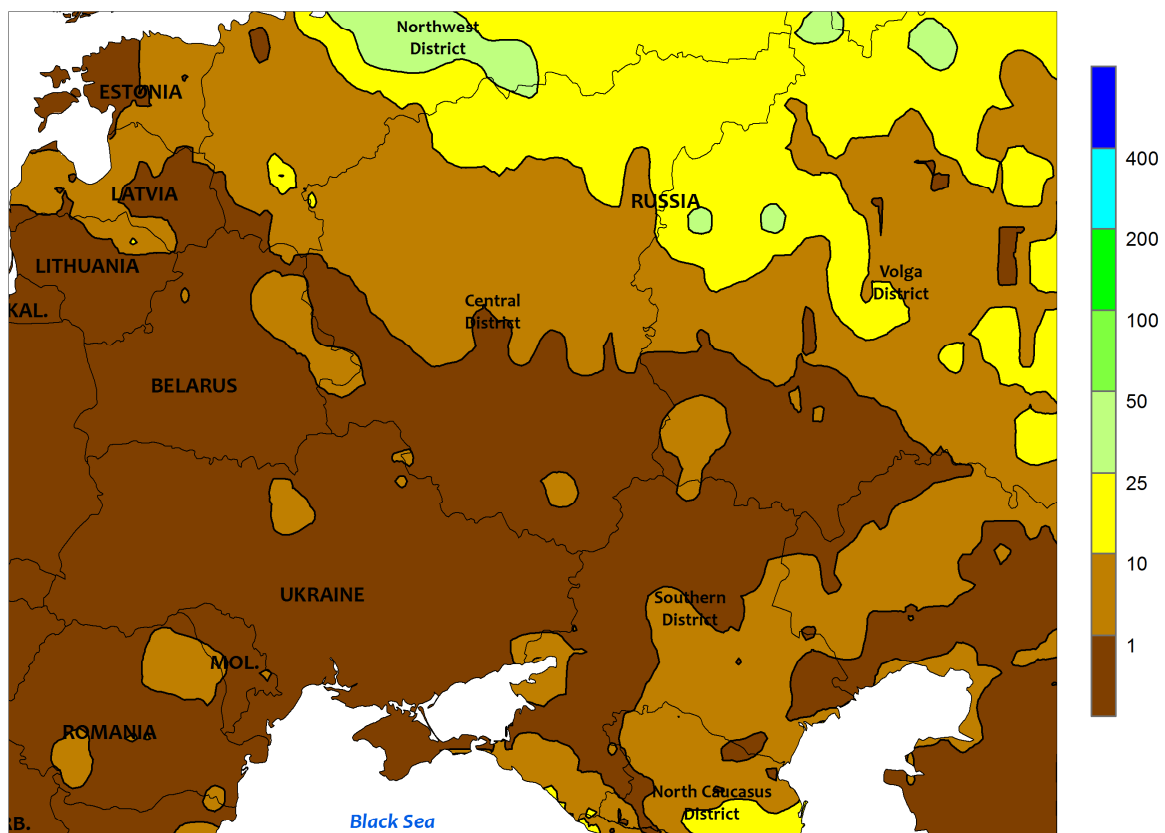 Northwest
District
ESTONIA
400
LATVIA
RUSSIA
200
LITHUANIA
Volga
District
KAL.
Central
District
100
BELARUS
50
25
10
UKRAINE
Southern
District
1
MOL.
ROMANIA
North Caucasus
District
RB.
Black Sea